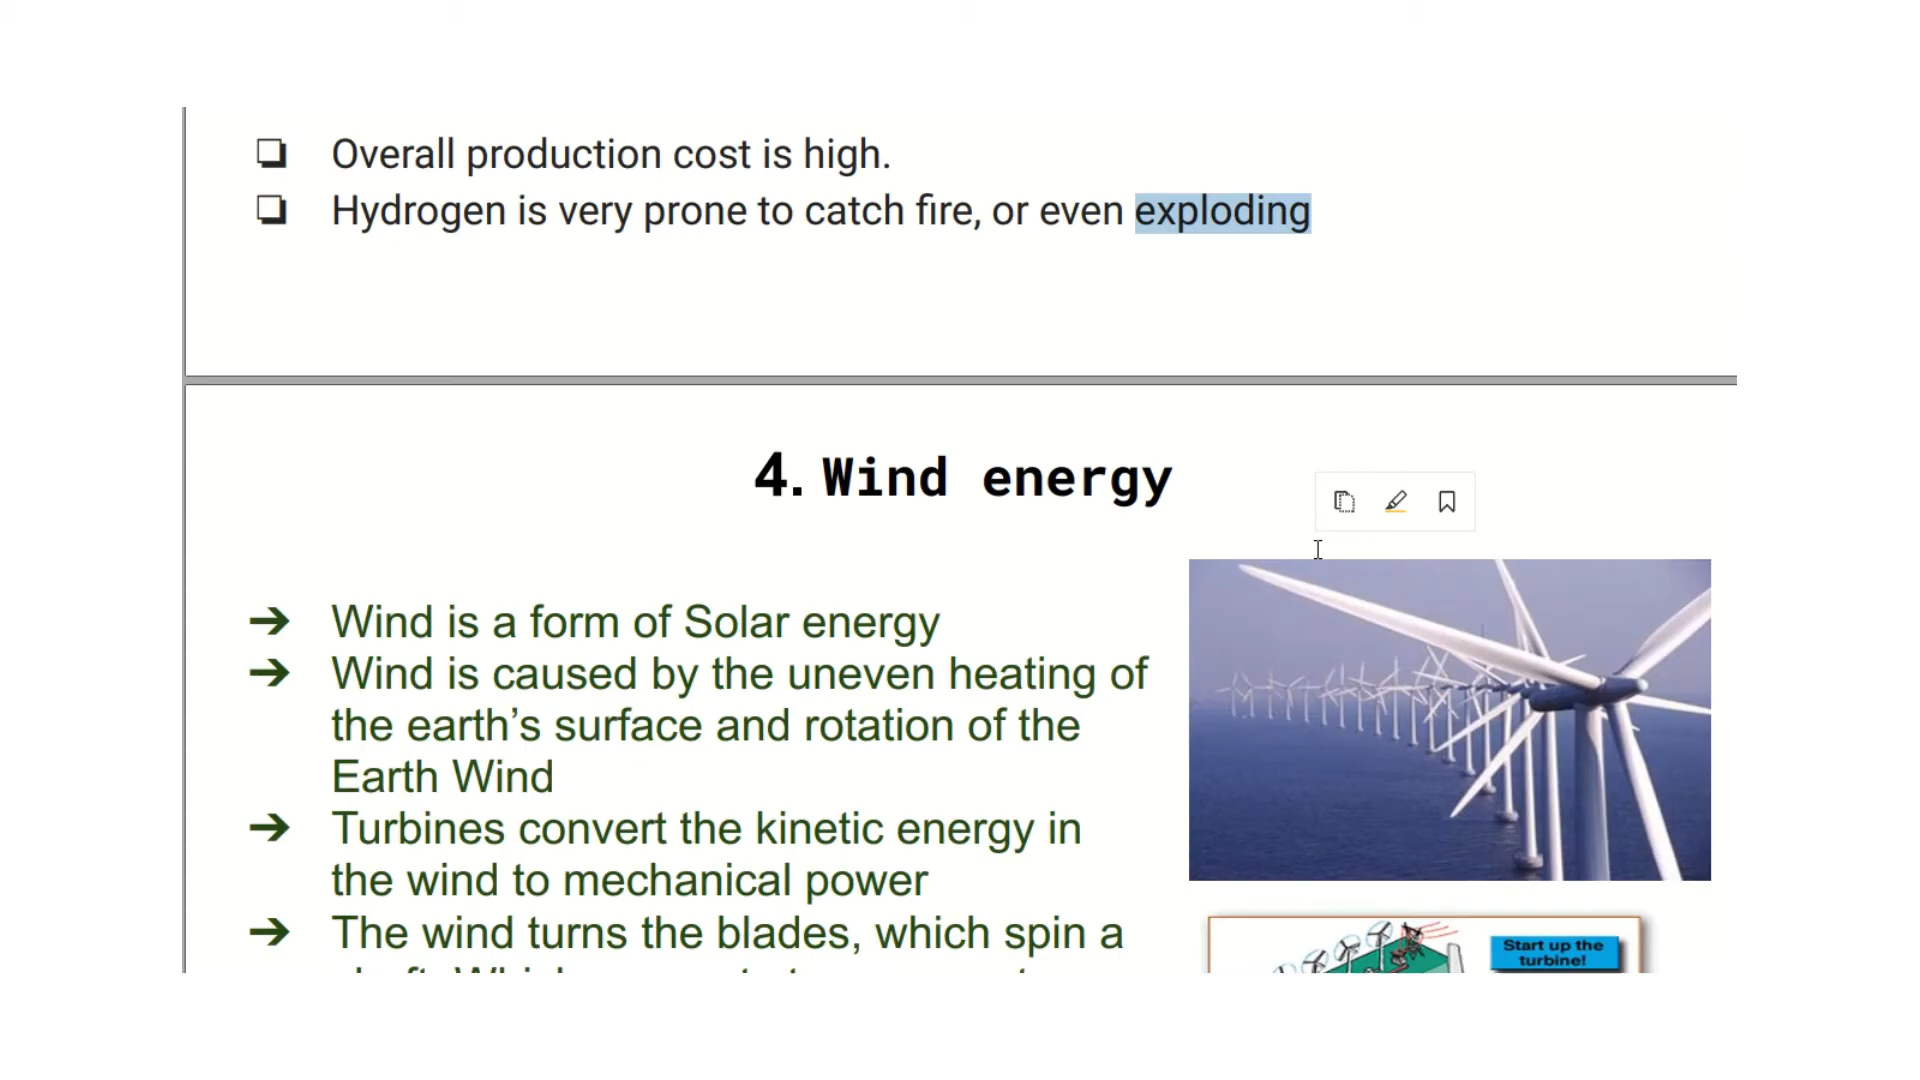 ❏ Overall production cost is high.
❏ Hydrogen is very prone to catch fire, or even exploding
4. Wind energy
➔ Wind is a form of Solar energy
➔ Wind is caused by the uneven heating of
the earth’s surface and rotation of the
Earth Wind
➔ Turbines convert the kinetic energy in
the wind to mechanical power
➔ The wind turns the blades, which spin a
Start up the
turbine!